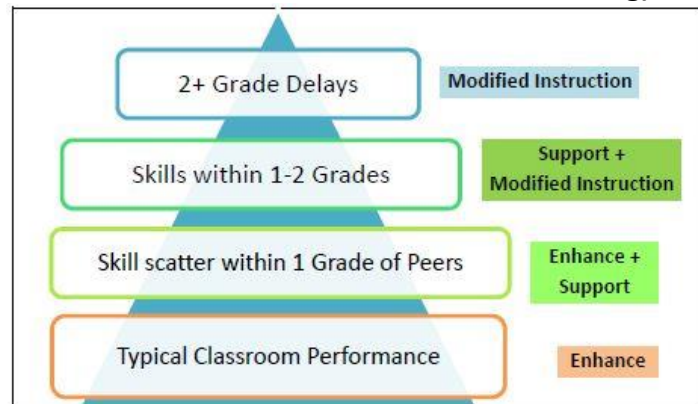 2+ Grade Delays
Modified Instruction
Skills within 1-2 Grades
Support +
Modified Instruction
Skill scatter within 1 Grade of Peers
Enhance +
Support
Typical Classroom Performance
Enhance